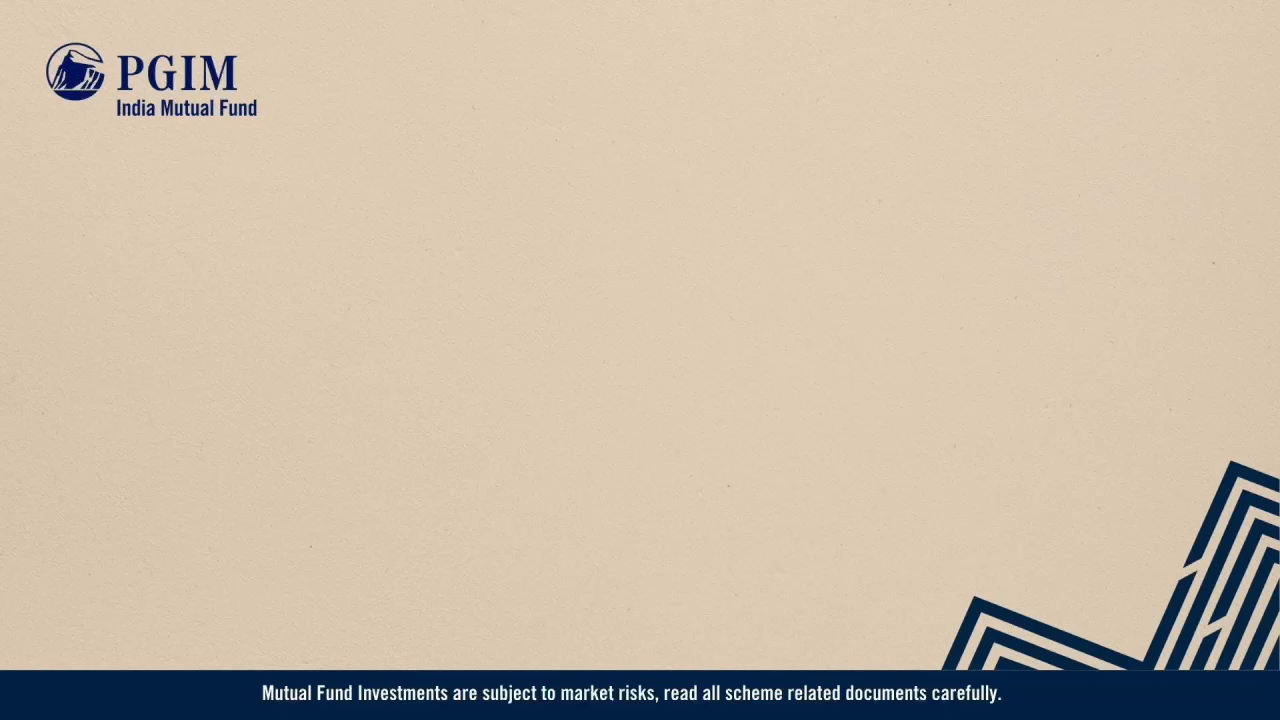 PGIM
India Mutual Fund
Mutual Fund Investments are subject to market risks, read all scheme related documents carefully.